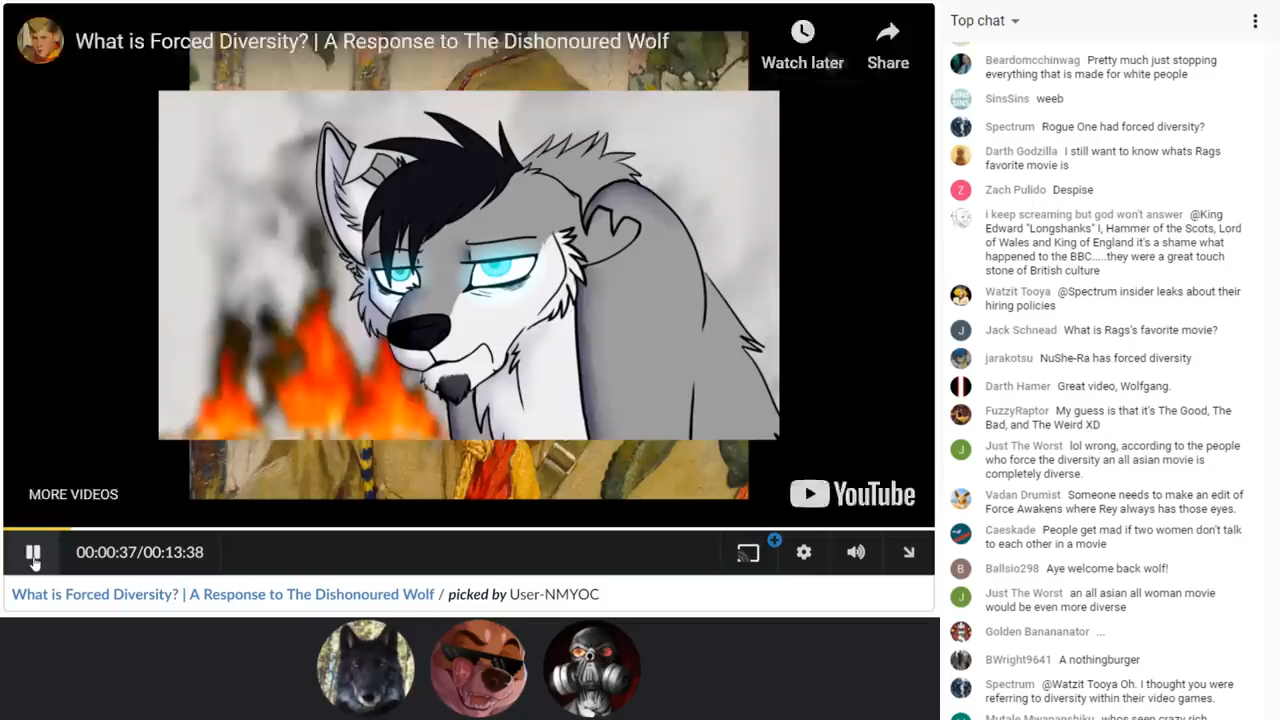 What is Forced Diversity? | A Response to The Dishonoured Wolf
Watch later
Share
MORE VIDEOS
YouTube
00:00:37/00:13:38
What is Forced Diversity? | A Response to The Dishonoured Wolf / picked by User-NMYOC
Top chat
Beardomcchinwag Pretty much just stopping
everything that is made for white people
SinsSins weeb
Spectrum Rogue One had forced diversity?
Darth Godzilla I still want to know whats Rags
favorite movie is
Z
Zach Pulido Despise
i keep screaming but god won't answer @King
Edward "Longshanks" I, Hammer of the Scots, Lord
of Wales and King of England it's a shame what
happened to the BBC.....they were a great touch
stone of British culture
Watzit Tooya @Spectrum insider leaks about their
hiring policies
J
Jack Schnead What is Rags's favorite movie?
jarakotsu NuShe-Ra has forced diversity
Darth Hamer Great video, Wolfgang.
FuzzyRaptor My guess is that it's The Good, The
Bad, and The Weird XD
J
Just The Worst lol wrong, according to the people
who force the diversity an all asian movie is
completely diverse.
Vadan Drumist Someone needs to make an edit of
Force Awakens where Rey always has those eyes.
Caeskade People get mad if two women don't talk
to each other in a movie
B
Ballsio298 Aye welcome back wolf!
J
Just The Worst an all asian all woman movie
would be even more diverse
Golden Banananator ...
BWright9641 A nothingburger
Spectrum @Watzit Tooya Oh. I thought you were
referring to diversity within their video games.
Mutale Mwananshiku whos seen crazy rich